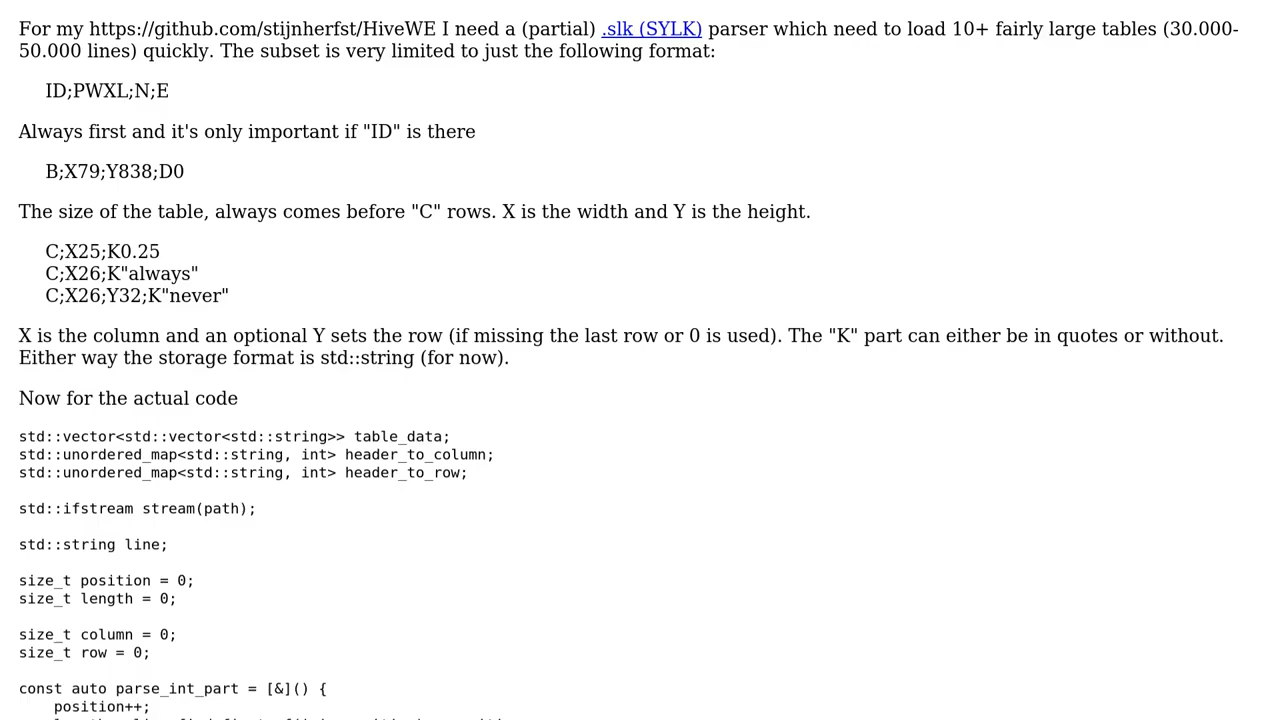 For my https://github.com/stijnherfst/HiveWE I need a (partial) .slk (SYLK) parser which need to load 10+ fairly large tables (30.000-
50.000 lines) quickly. The subset is very limited to just the following format:
ID;PWXL;N;E
Always first and it's only important if "ID" is there
B;X79;Y838;D0
The size of the table, always comes before "C" rows. X is the width and Y is the height.
C;X25;K0.25
C;X26;K"always"
C;X26;Y32;K"never"
X is the column and an optional Y sets the row (if missing the last row or 0 is used). The "K" part can either be in quotes or without.
Either way the storage format is std::string (for now).
Now for the actual code
std::vector<std::vector<std::string>> table_data;
std::unordered_map<std::string, int> header_to_column;
std::unordered_map<std::string, int> header_to_row;
std::ifstream stream(path);
std::string line;
size_t position = 0;
size_t length = 0;
size_t column = 0;
size_t row = 0;
const auto parse_int_part = [&]() {
position++;